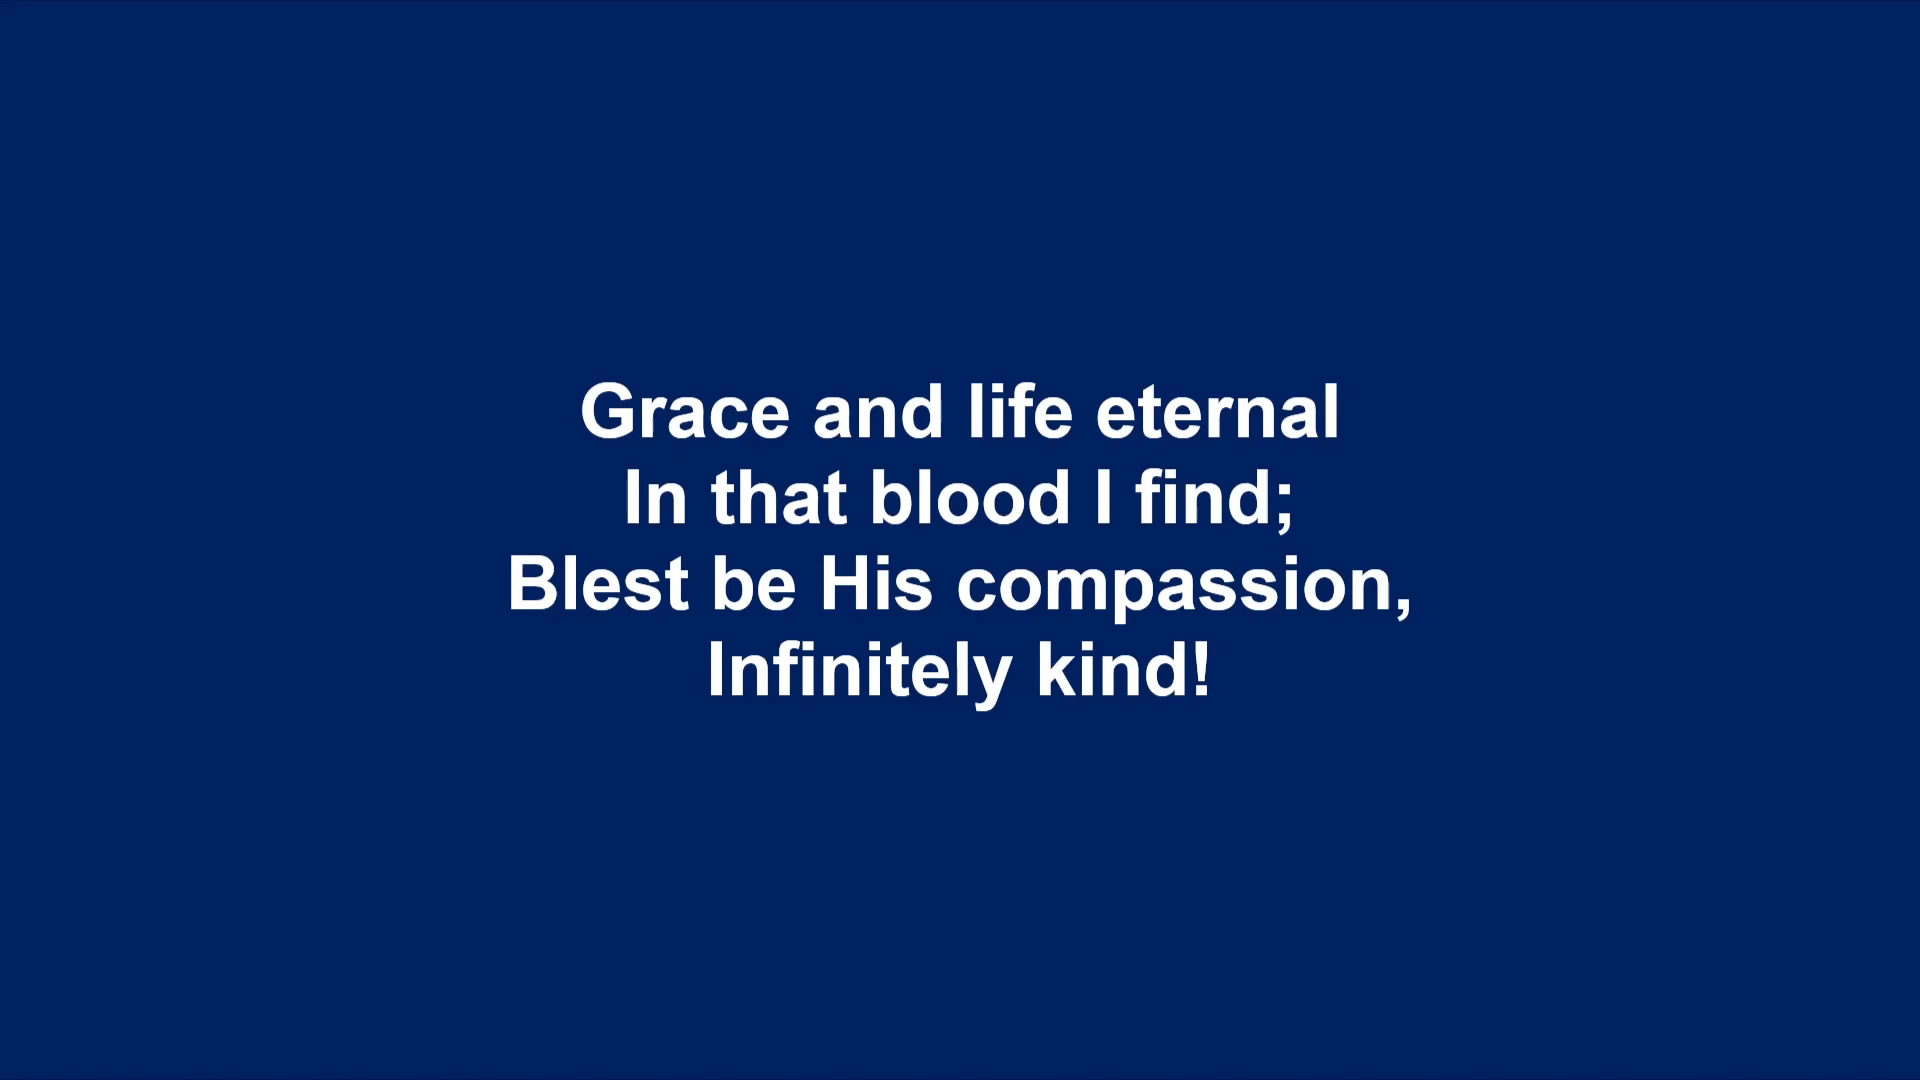 Grace and life eternal
In that blood I find;
Blest be His compassion,
Infinitely kind!